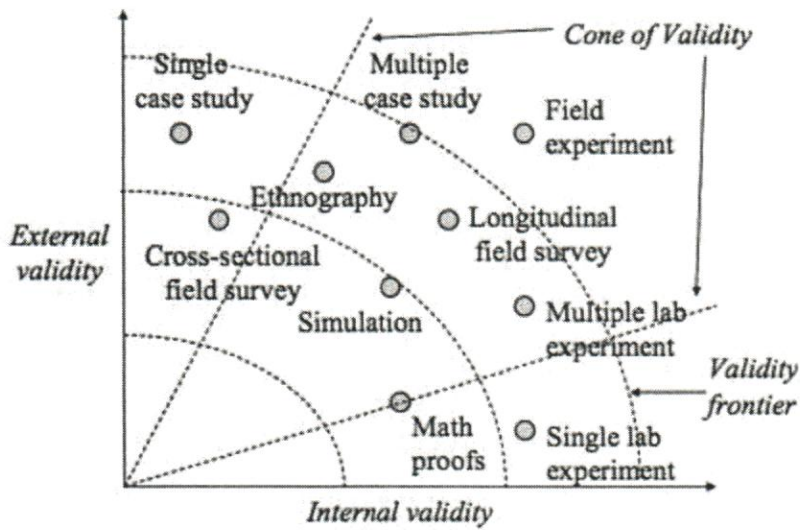 Cone of Validity
Single
case study
Multiple
case study
Field
experiment
Ethnography
External
validity
Longitudinal
field survey
Cross-sectional
field survey
Simulation
Multiple lab
experiment
Validity
frontier
Math
proofs
Single lab
experiment
Internal validity